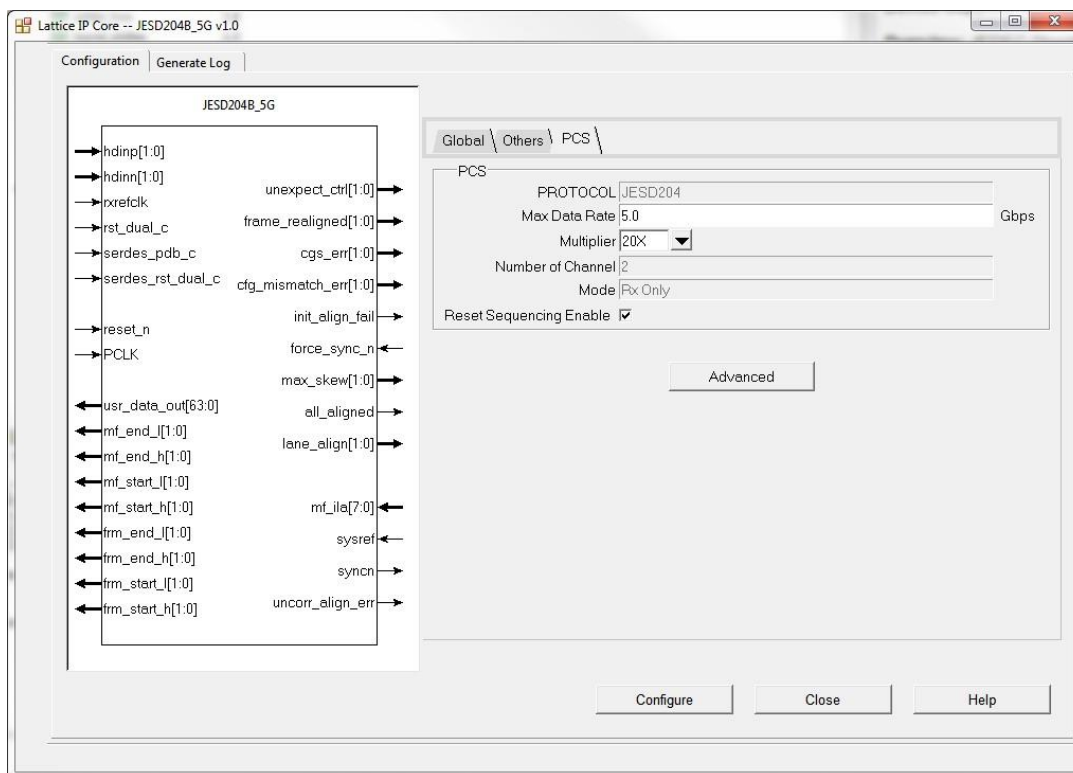 Lattice IP Core -- JESD204B_5G v1.0
Configuration
Generate Log
JESD204B_5G
hdinp[1:0]
hdinn[1:0]
rxrefclk
rst_dual_c
serdes_pdb_c
serdes_rst_dual_c
reset_n
PCLK
usr_data_out[63:0]
mf_end_l[1:0]
mf_end_h[1:0]
mf_start_l[1:0]
mf_start_h[1:0]
frm_end_l[1:0]
frm_end_h[1:0]
frm_start_l[1:0]
frm_start_h[1:0]
unexpect_ctrl[1:0]
frame_realigned[1:0]
cgs_err[1:0]
cfg_mismatch_err[1:0]
init_align_fail
force_sync_n
max_skew[1:0]
all_aligned
lane_align[1:0]
mf_ila[7:0]
sysref
syncn
uncorr_align_err
Global
Others
PCS
PCS
PROTOCOL JESD204
Max Data Rate 5.0 Gbps
Multiplier 20X
Number of Channel 2
Mode Rx Only
Reset Sequencing Enable
Advanced
Configure
Close
Help